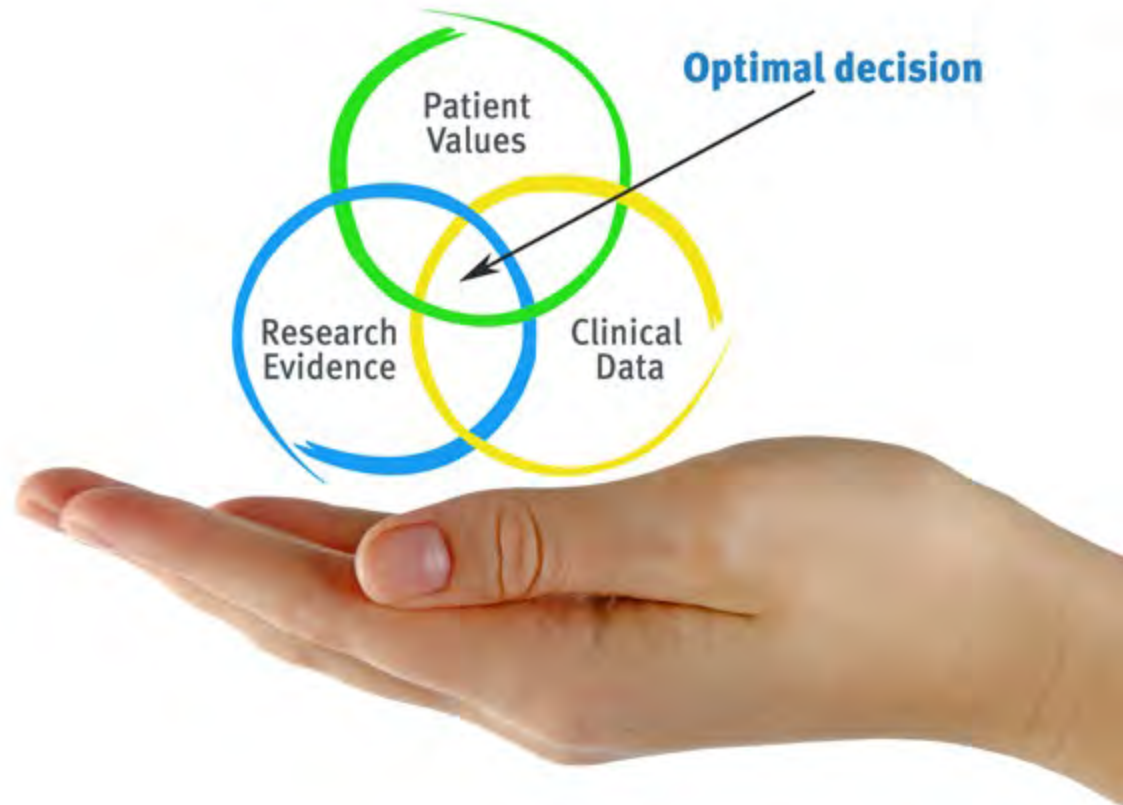 Optimal decision
Patient
Values
Research
Evidence
Clinical
Data